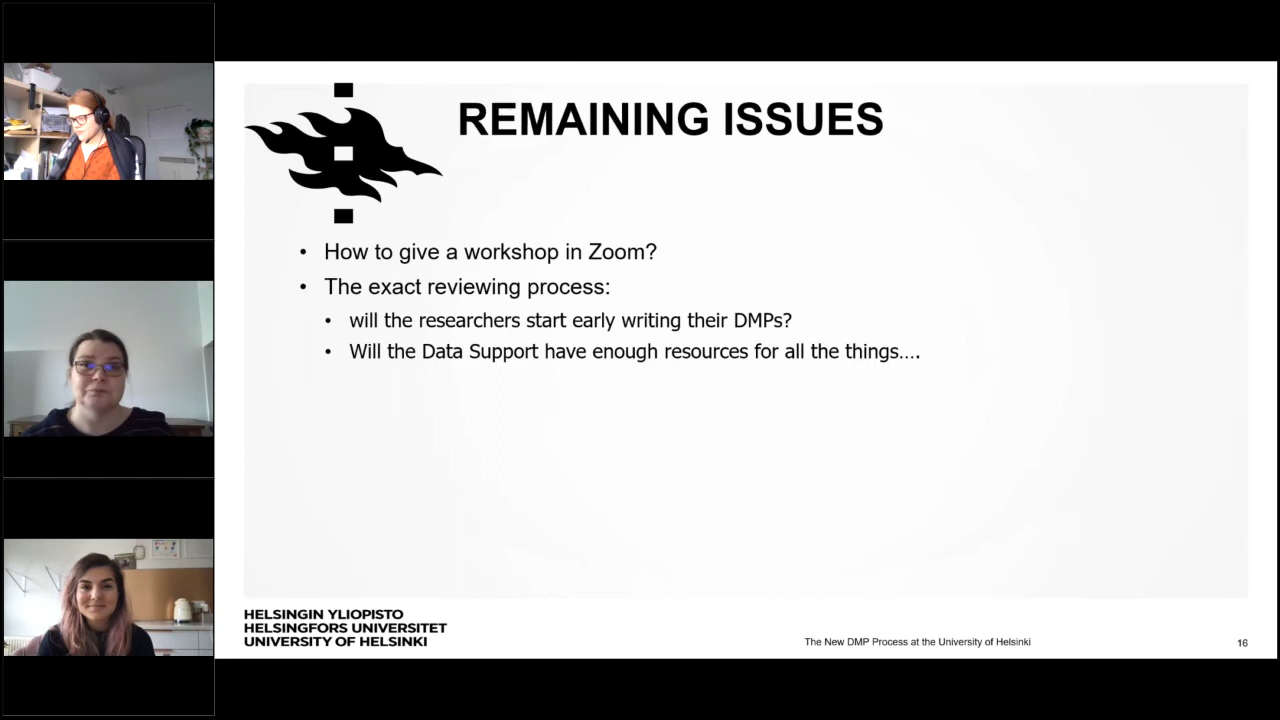 REMAINING ISSUES
• How to give a workshop in Zoom?
• The exact reviewing process:
• will the researchers start early writing their DMPs?
• Will the Data Support have enough resources for all the things….
HELSINGIN YLIOPISTO
HELSINGFORS UNIVERSITET
UNIVERSITY OF HELSINKI
The New DMP Process at the University of Helsinki
16